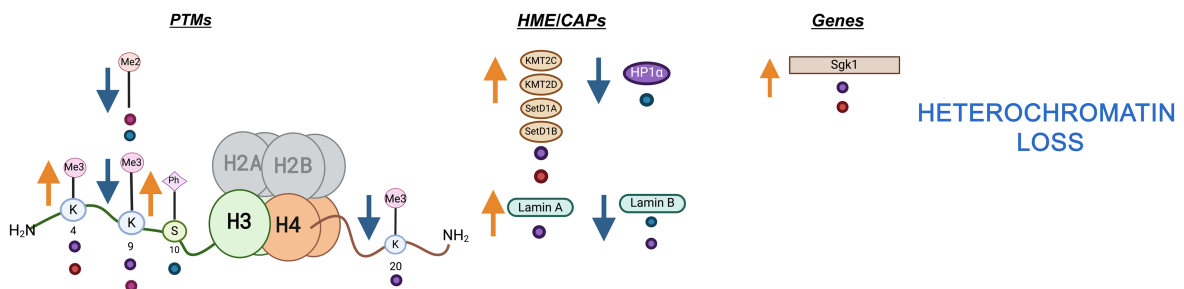 PTMs
HME/CAPs
Genes
Me2
KMT2C
KMT2D
SetD1A
SetD1B
HP1α
Sgk1
HETEROCHROMATIN
LOSS
Me3
Me3
Ph
H2A
H2B
K
K
S
H3
H4
Me3
K
H₂N
NH₂
4
9
10
20
Lamin A
Lamin B